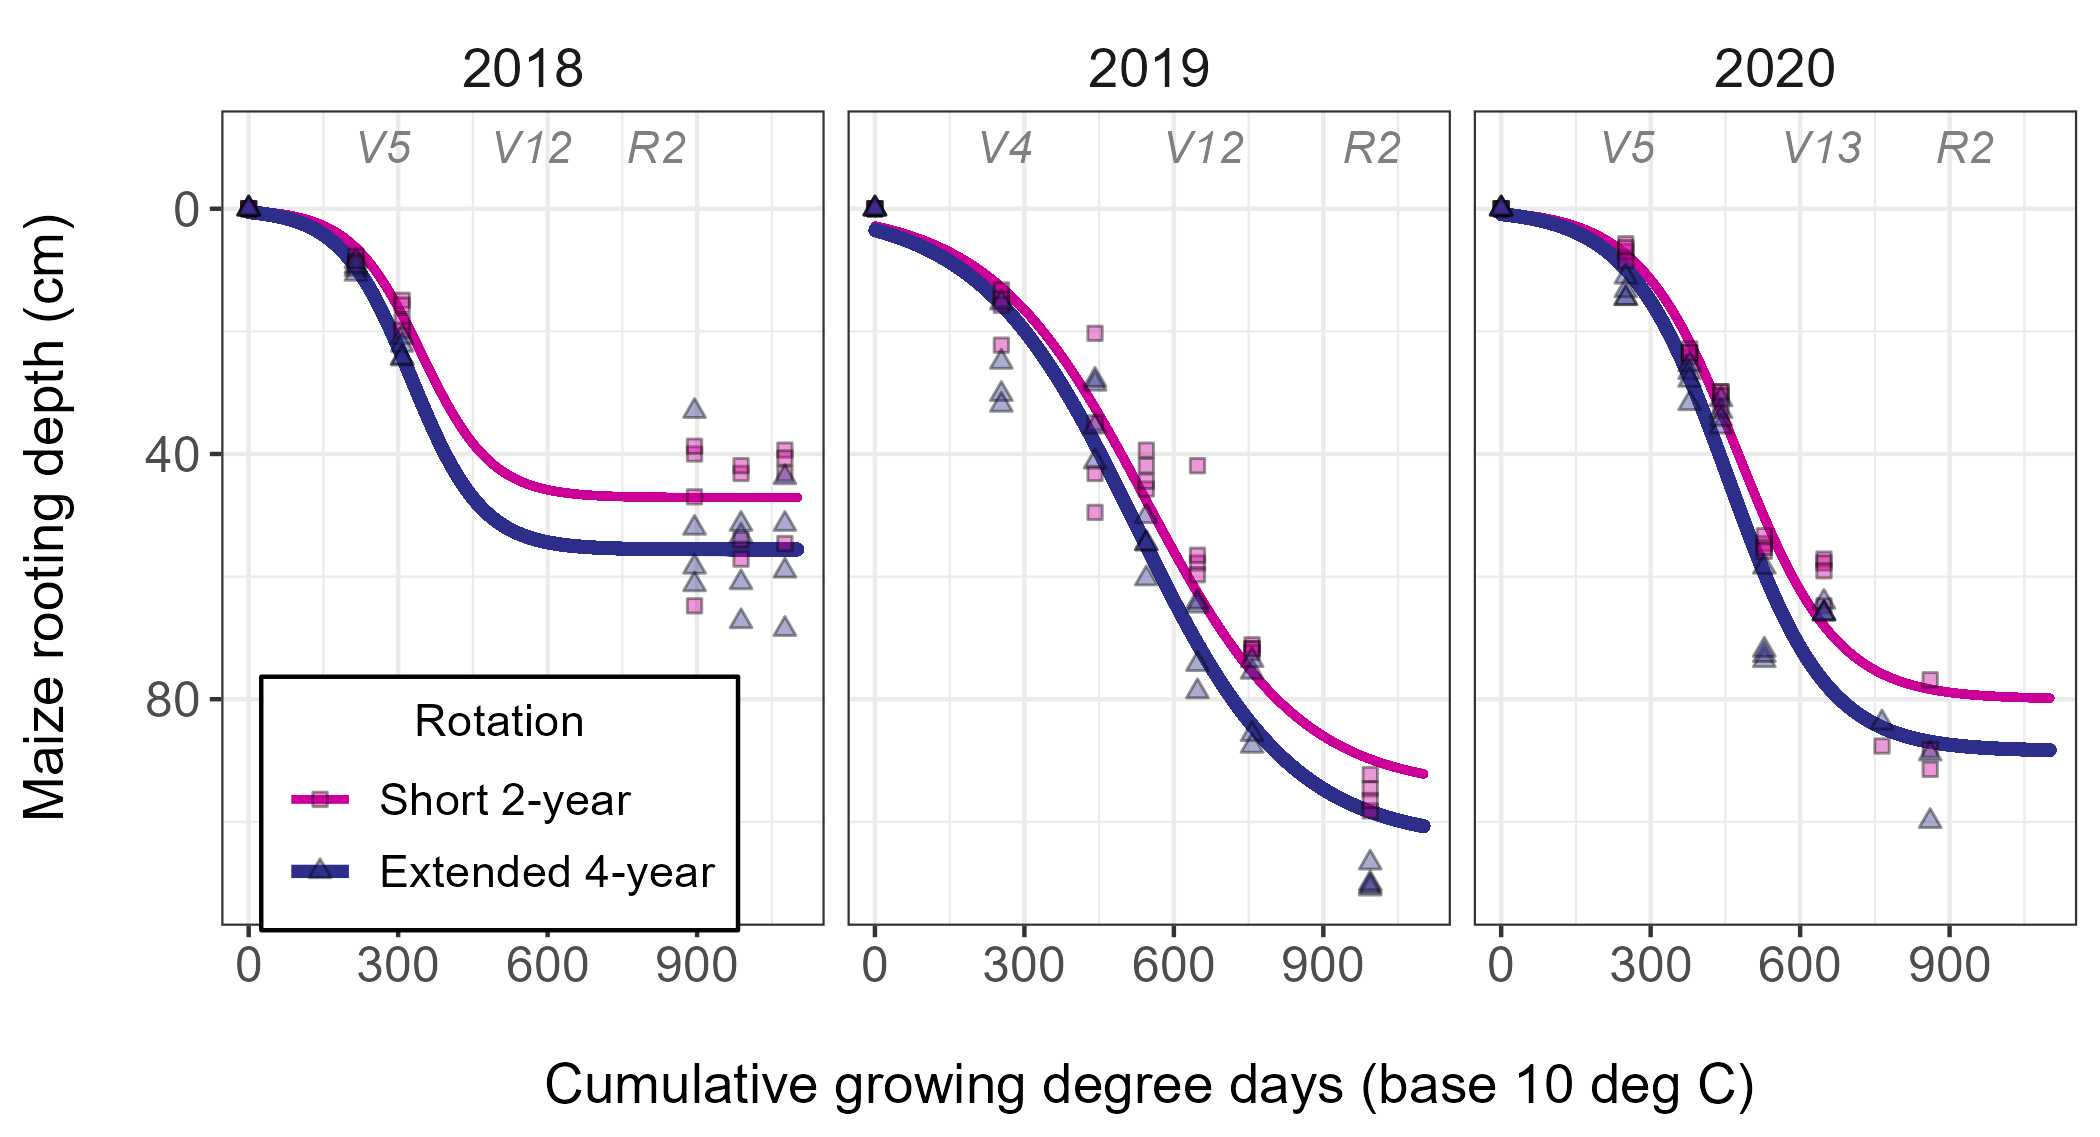 2018 2019 2020
V5 V12 R2 V4 V12 R2 V5 V13 R2
Maize rooting depth (cm)
0
40
80
Rotation
Short 2-year
Extended 4-year
0 300 600 900 0 300 600 900 0 300 600 900
Cumulative growing degree days (base 10 deg C)